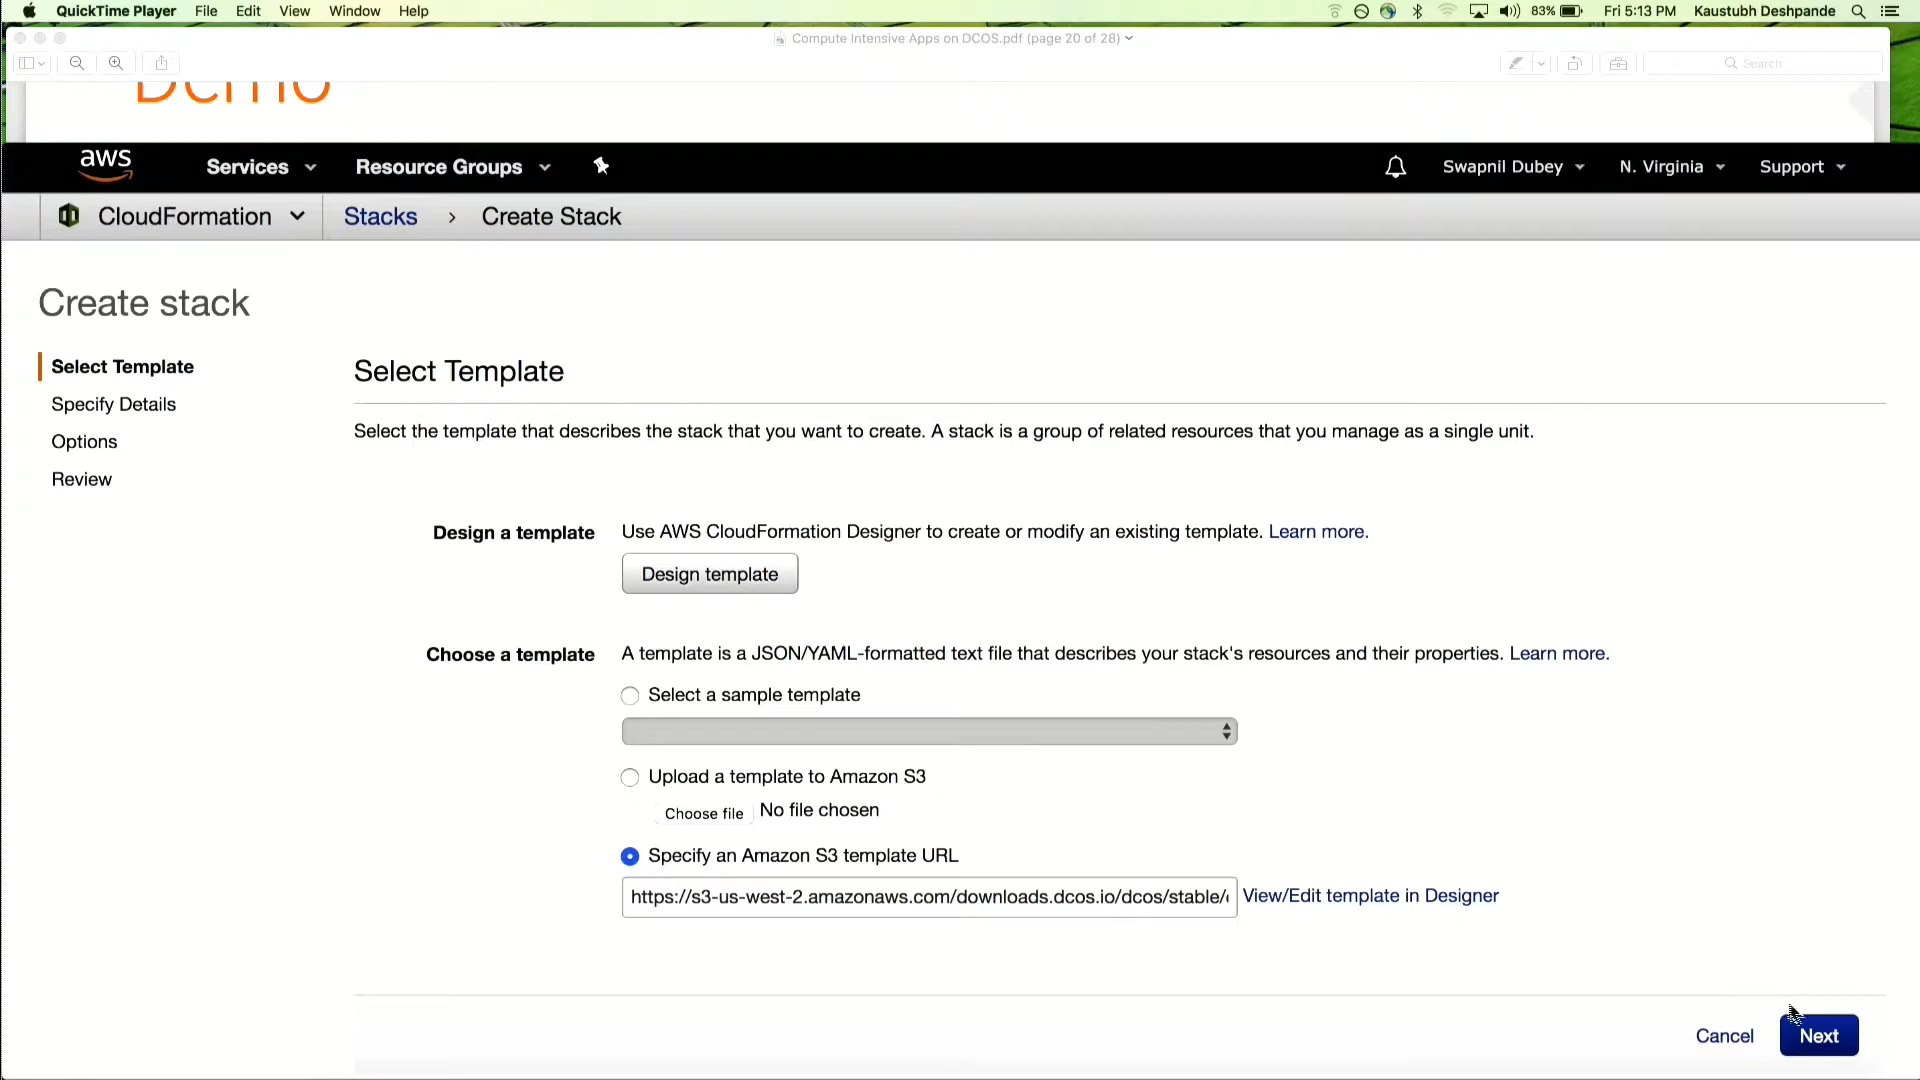 QuickTime Player File Edit View Window Help 83% Fri 5:13 PM Kaustubh Deshpande
Compute Intensive Apps on DCOS.pdf (page 20 of 28)
Search
Demo
aws Services Resource Groups Swapnil Dubey N. Virginia Support
CloudFormation Stacks > Create Stack
Create stack
Select Template
Specify Details
Options
Review
Select Template
Select the template that describes the stack that you want to create. A stack is a group of related resources that you manage as a single unit.
Design a template Use AWS CloudFormation Designer to create or modify an existing template. Learn more.
Design template
Choose a template A template is a JSON/YAML-formatted text file that describes your stack's resources and their properties. Learn more.
Select a sample template
Upload a template to Amazon S3
Choose file No file chosen
Specify an Amazon S3 template URL
https://s3-us-west-2.amazonaws.com/downloads.dcos.io/dcos/stable/ View/Edit template in Designer
Cancel Next